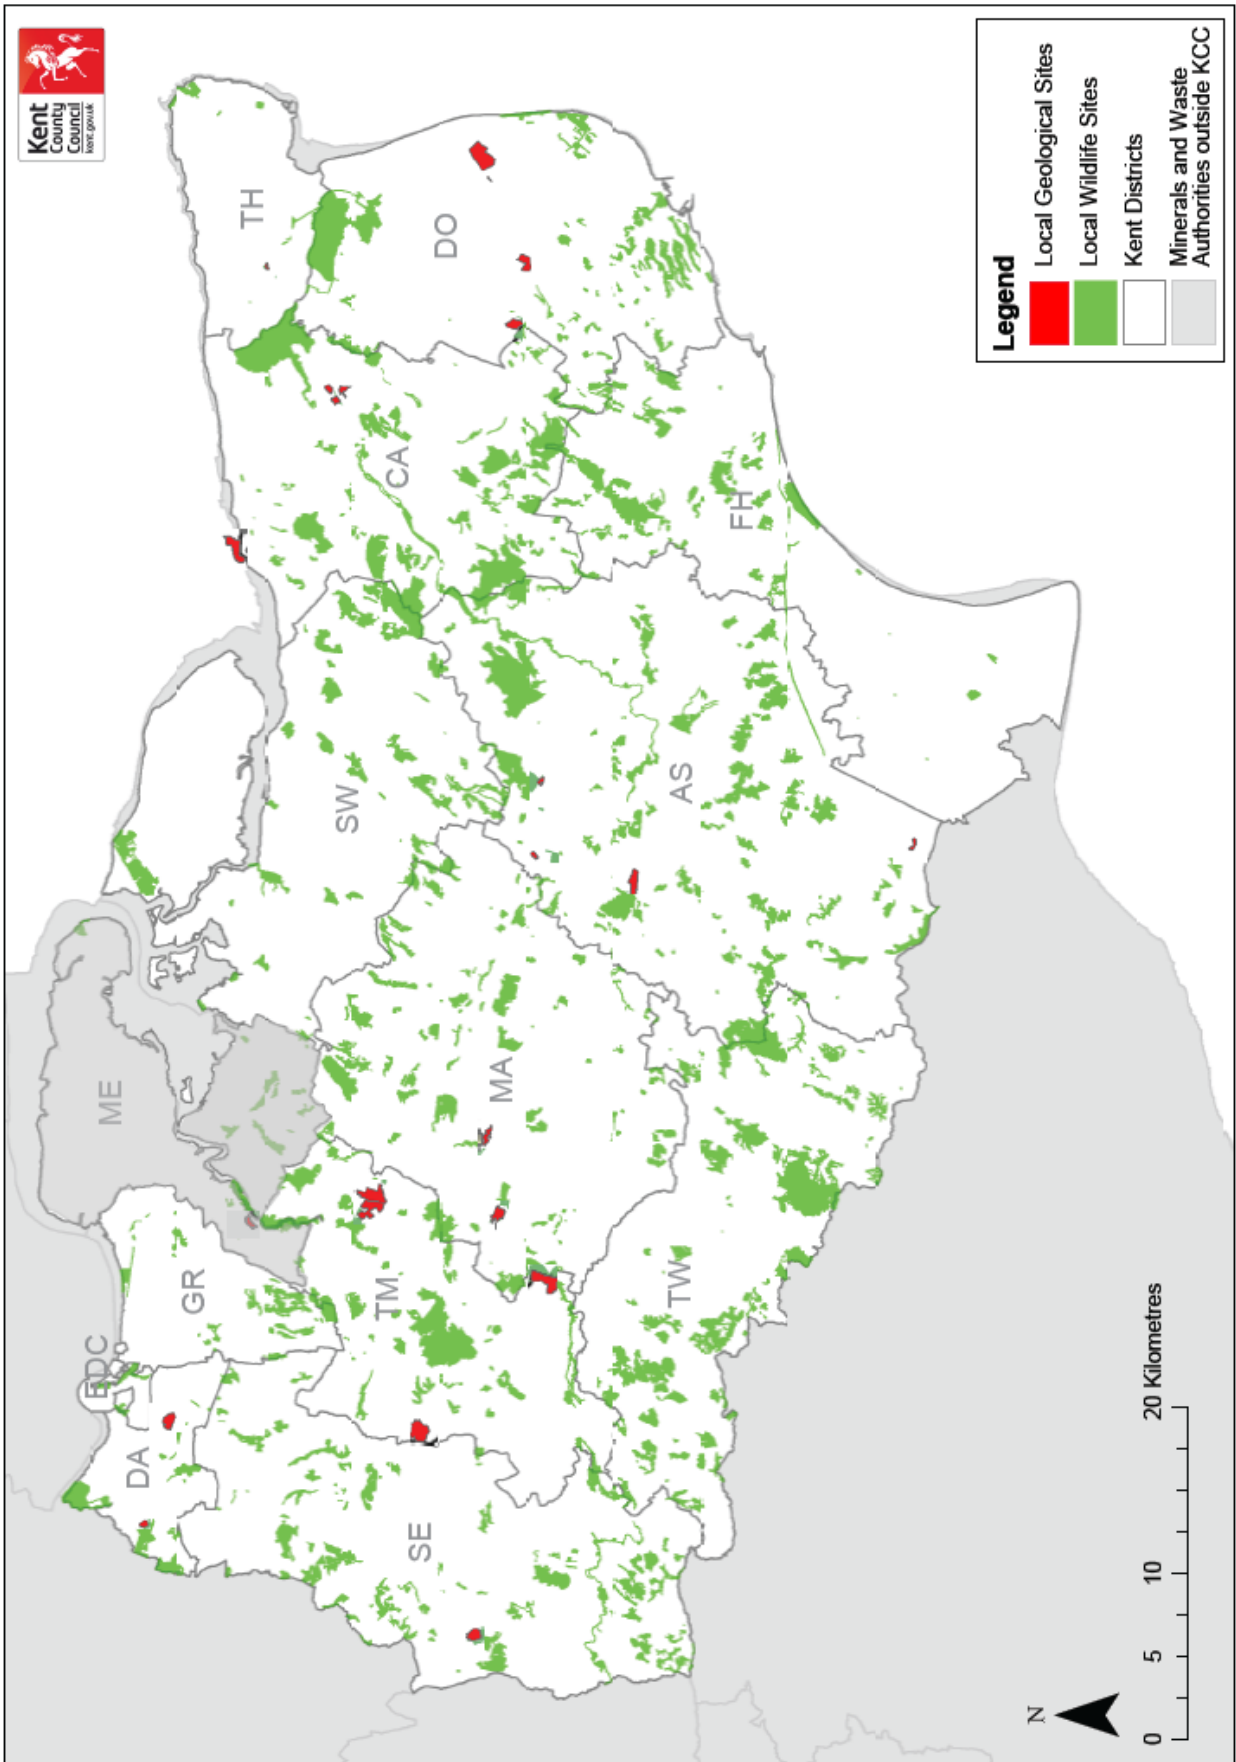 Kent
County
Council
kent.gov.uk
TH
DO
CA
FH
SW
AS
ME
MA
GR
TM
TW
EDC
DA
SE
Legend
Local Geological Sites
Local Wildlife Sites
Kent Districts
Minerals and Waste
Authorities outside KCC
N
0 5 10 20 Kilometres